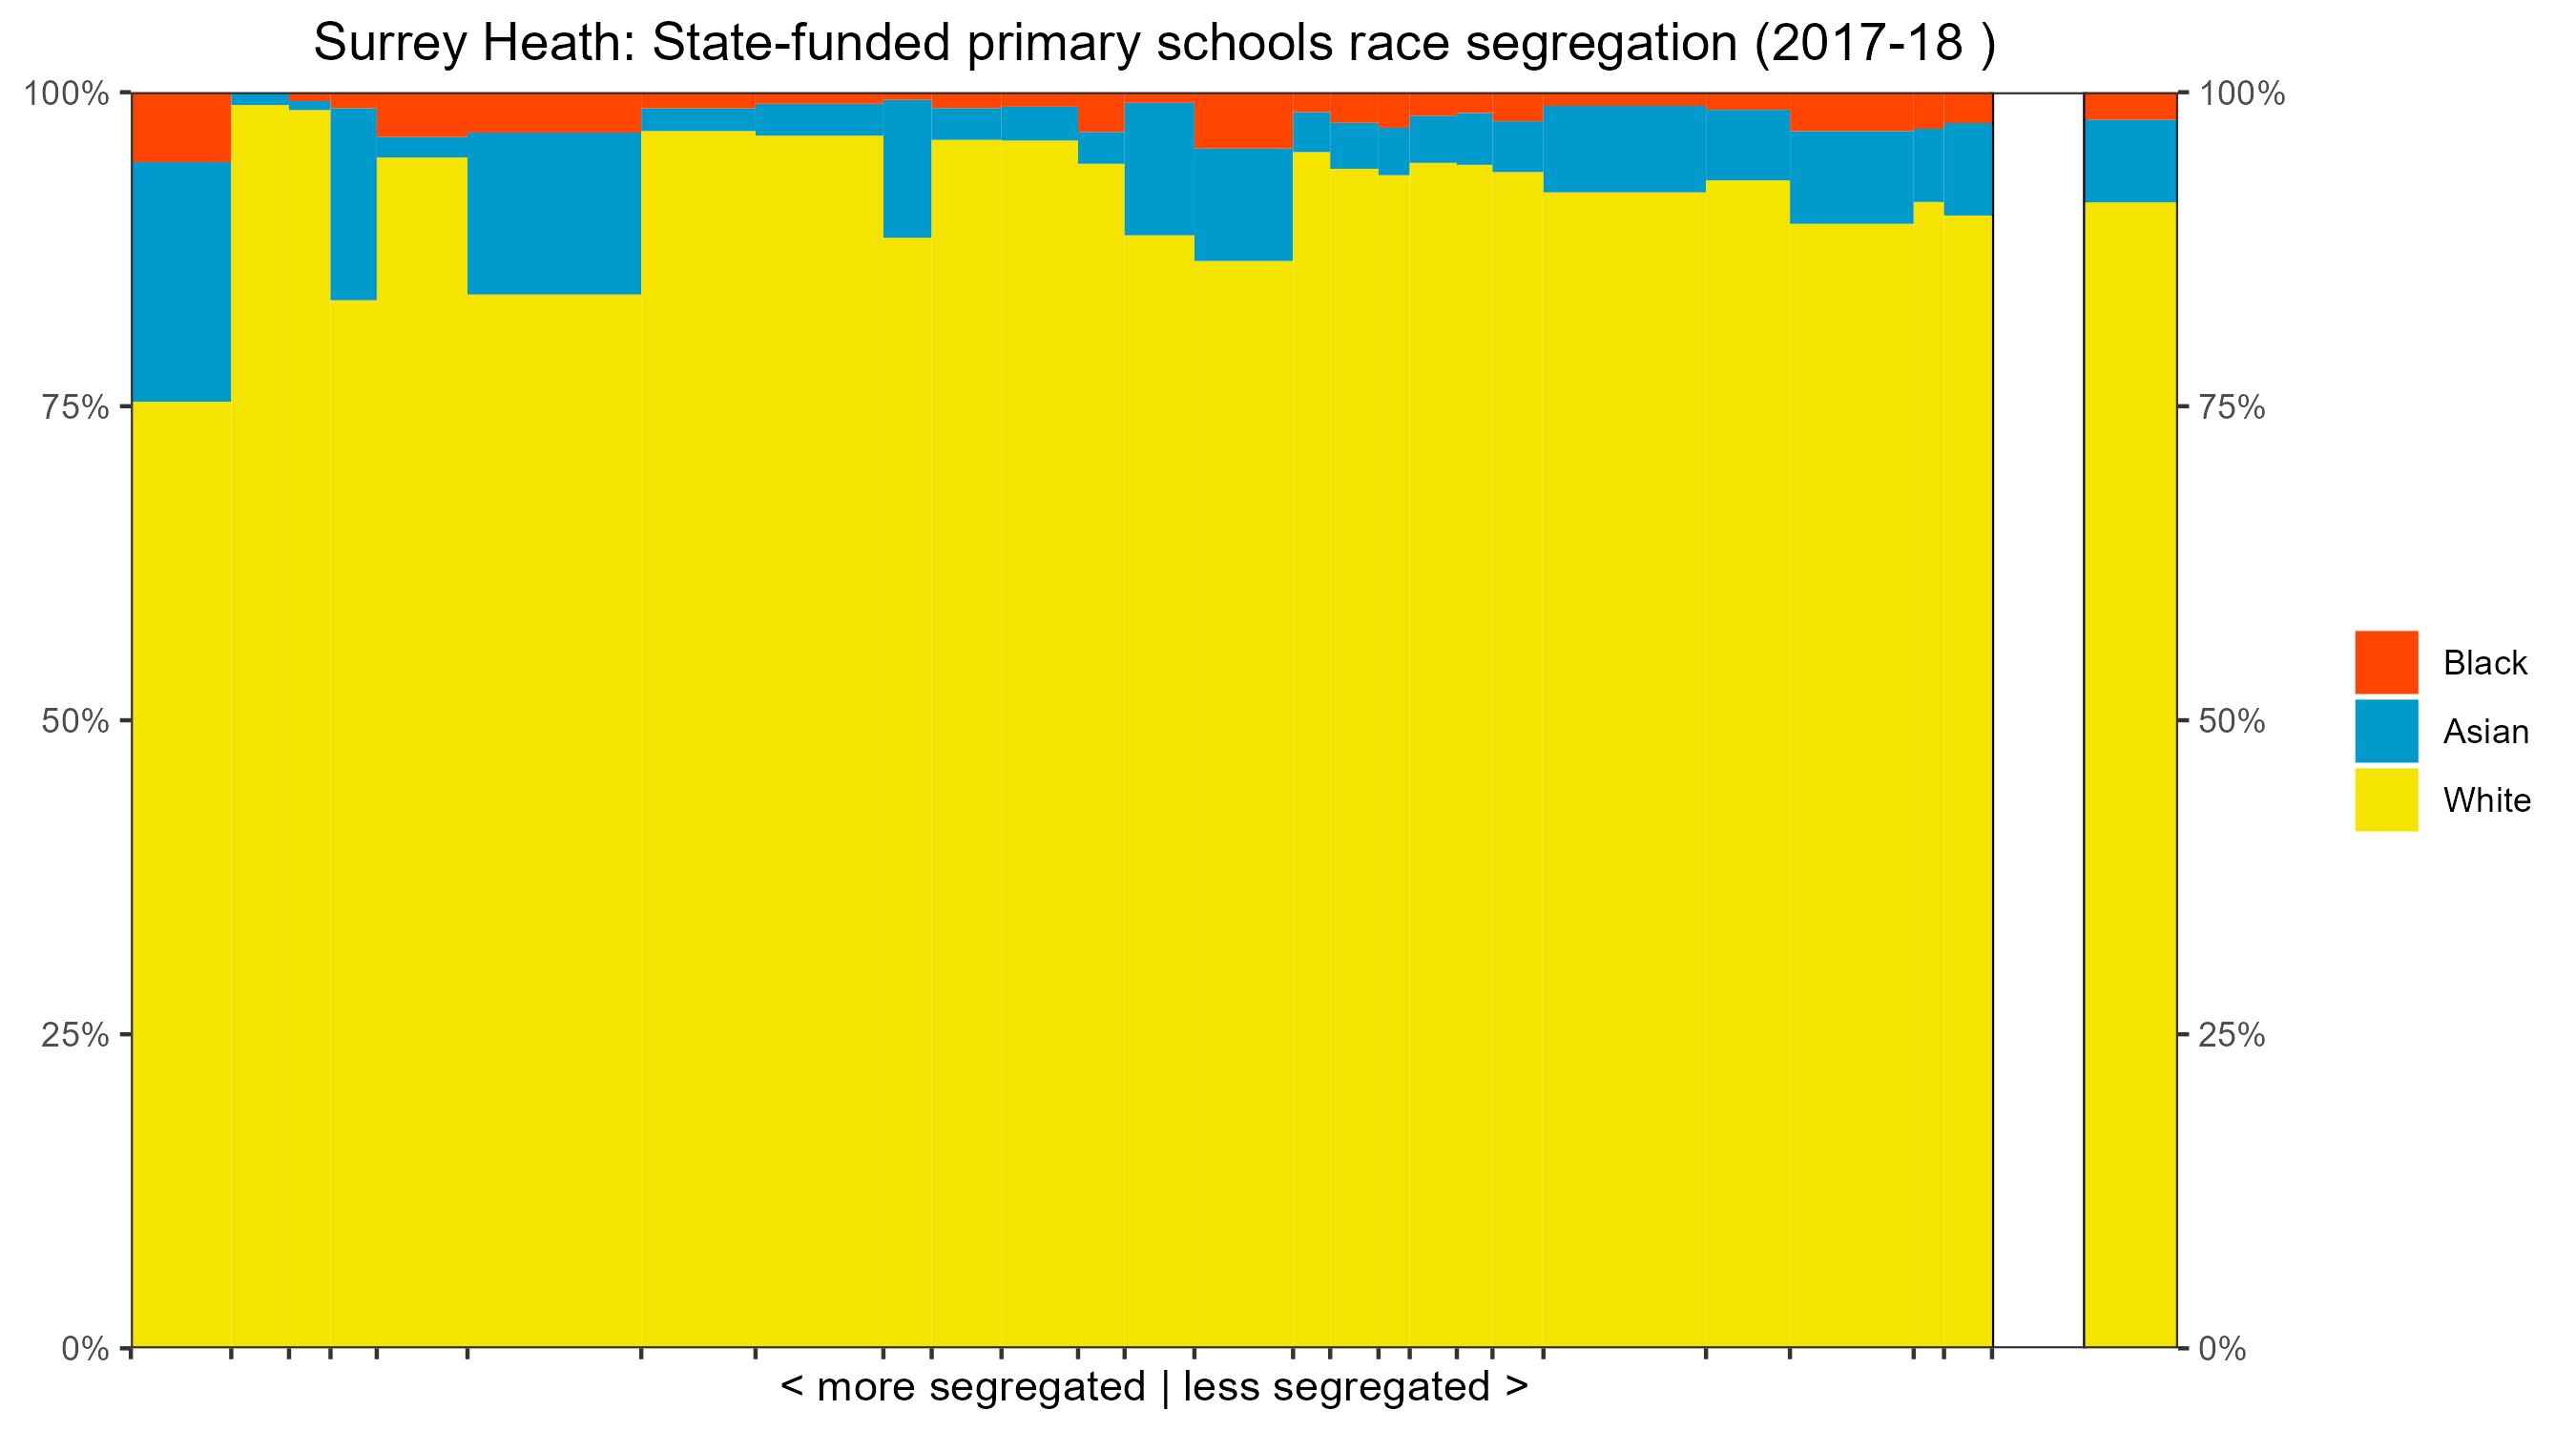 Surrey Heath: State-funded primary schools race segregation (2017-18 )
100%
75%
50%
25%
0%
100%
75%
50%
25%
0%
Black
Asian
White
< more segregated | less segregated >